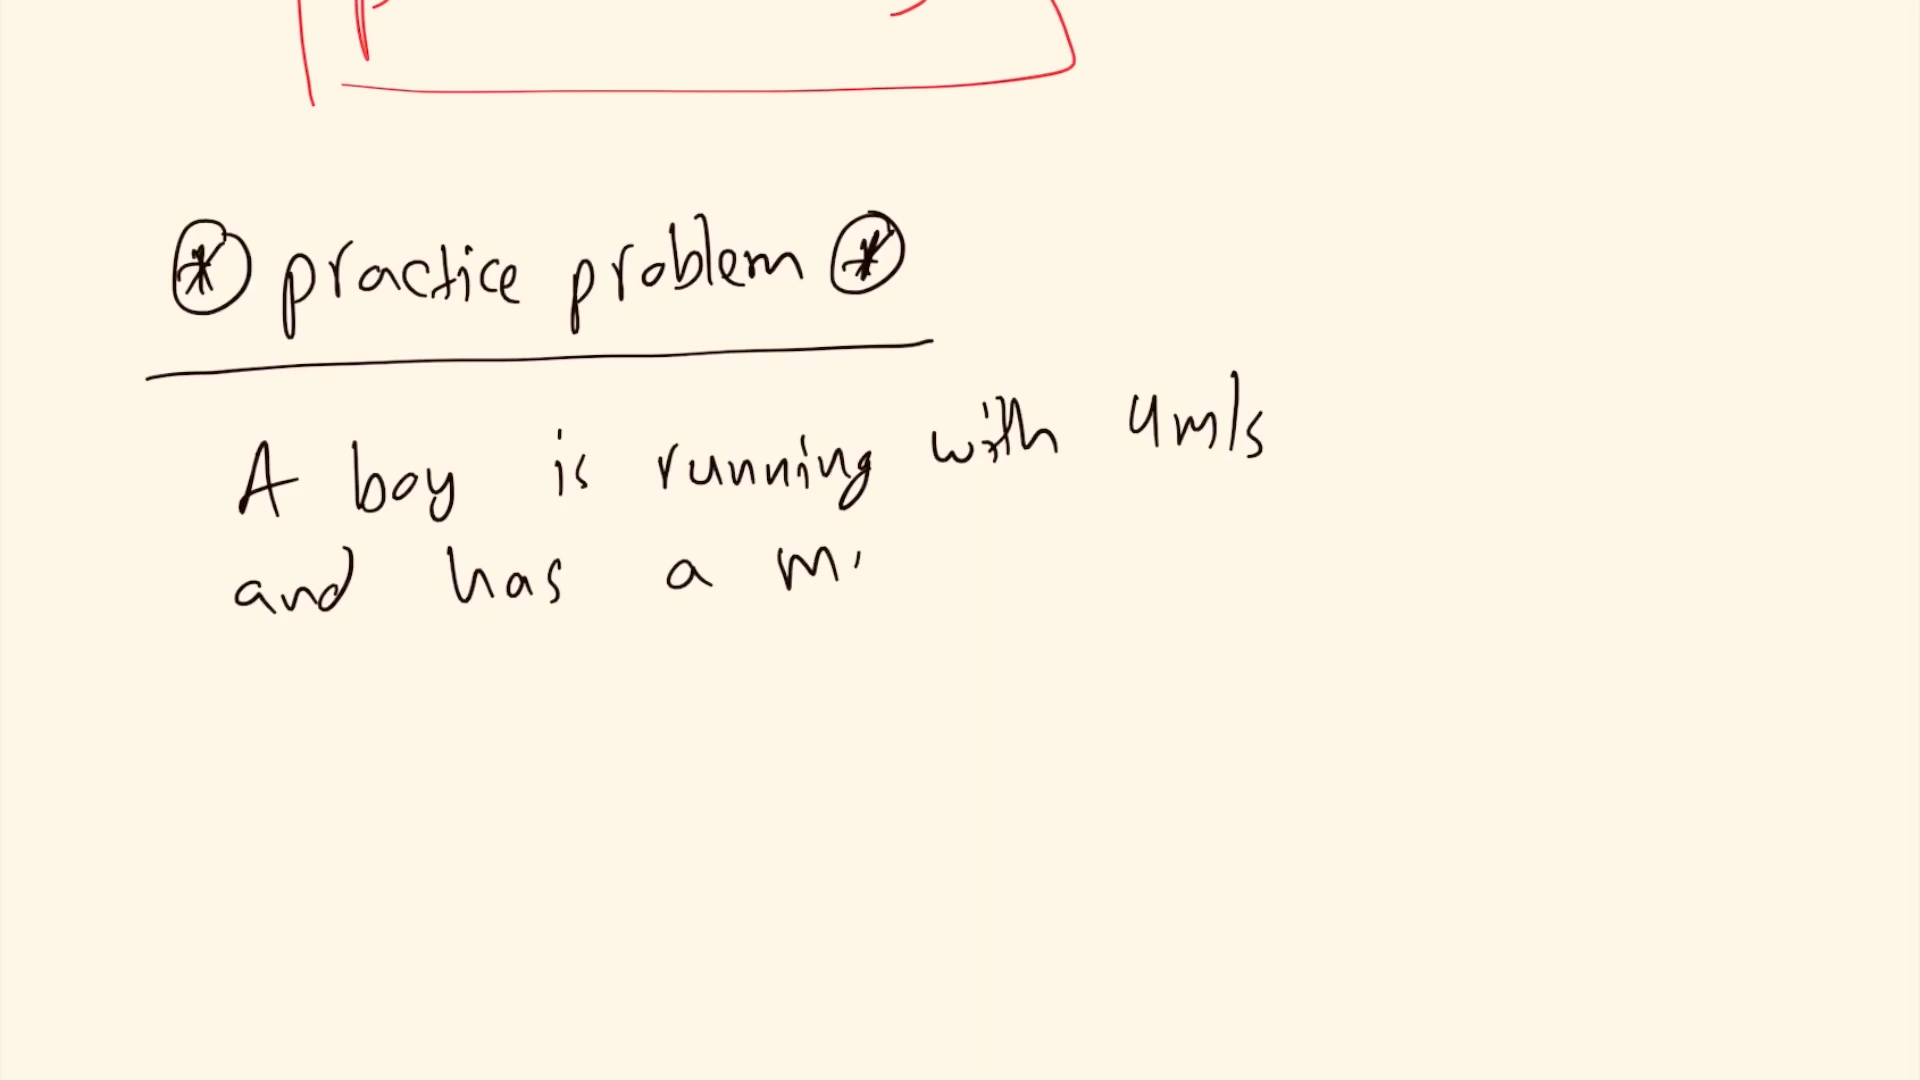 * practice problem *
A boy is running with 4m/s
and has a m